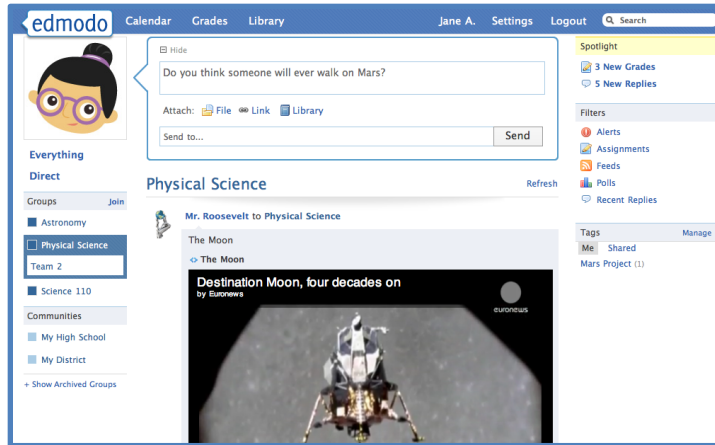 edmodo Calendar Grades Library Jane A. Settings Logout Search
Hide
Do you think someone will ever walk on Mars?
Attach: File Link Library
Send to... Send
Everything
Direct
Groups Join
Astronomy
Physical Science
Team 2
Science 110
Communities
My High School
My District
+ Show Archived Groups
Physical Science Refresh
Mr. Roosevelt to Physical Science
The Moon
<> The Moon
Destination Moon, four decades on
by Euronews
euronews
Spotlight
3 New Grades
5 New Replies
Filters
Alerts
Assignments
Feeds
Polls
Recent Replies
Tags Manage
Me Shared
Mars Project (1)